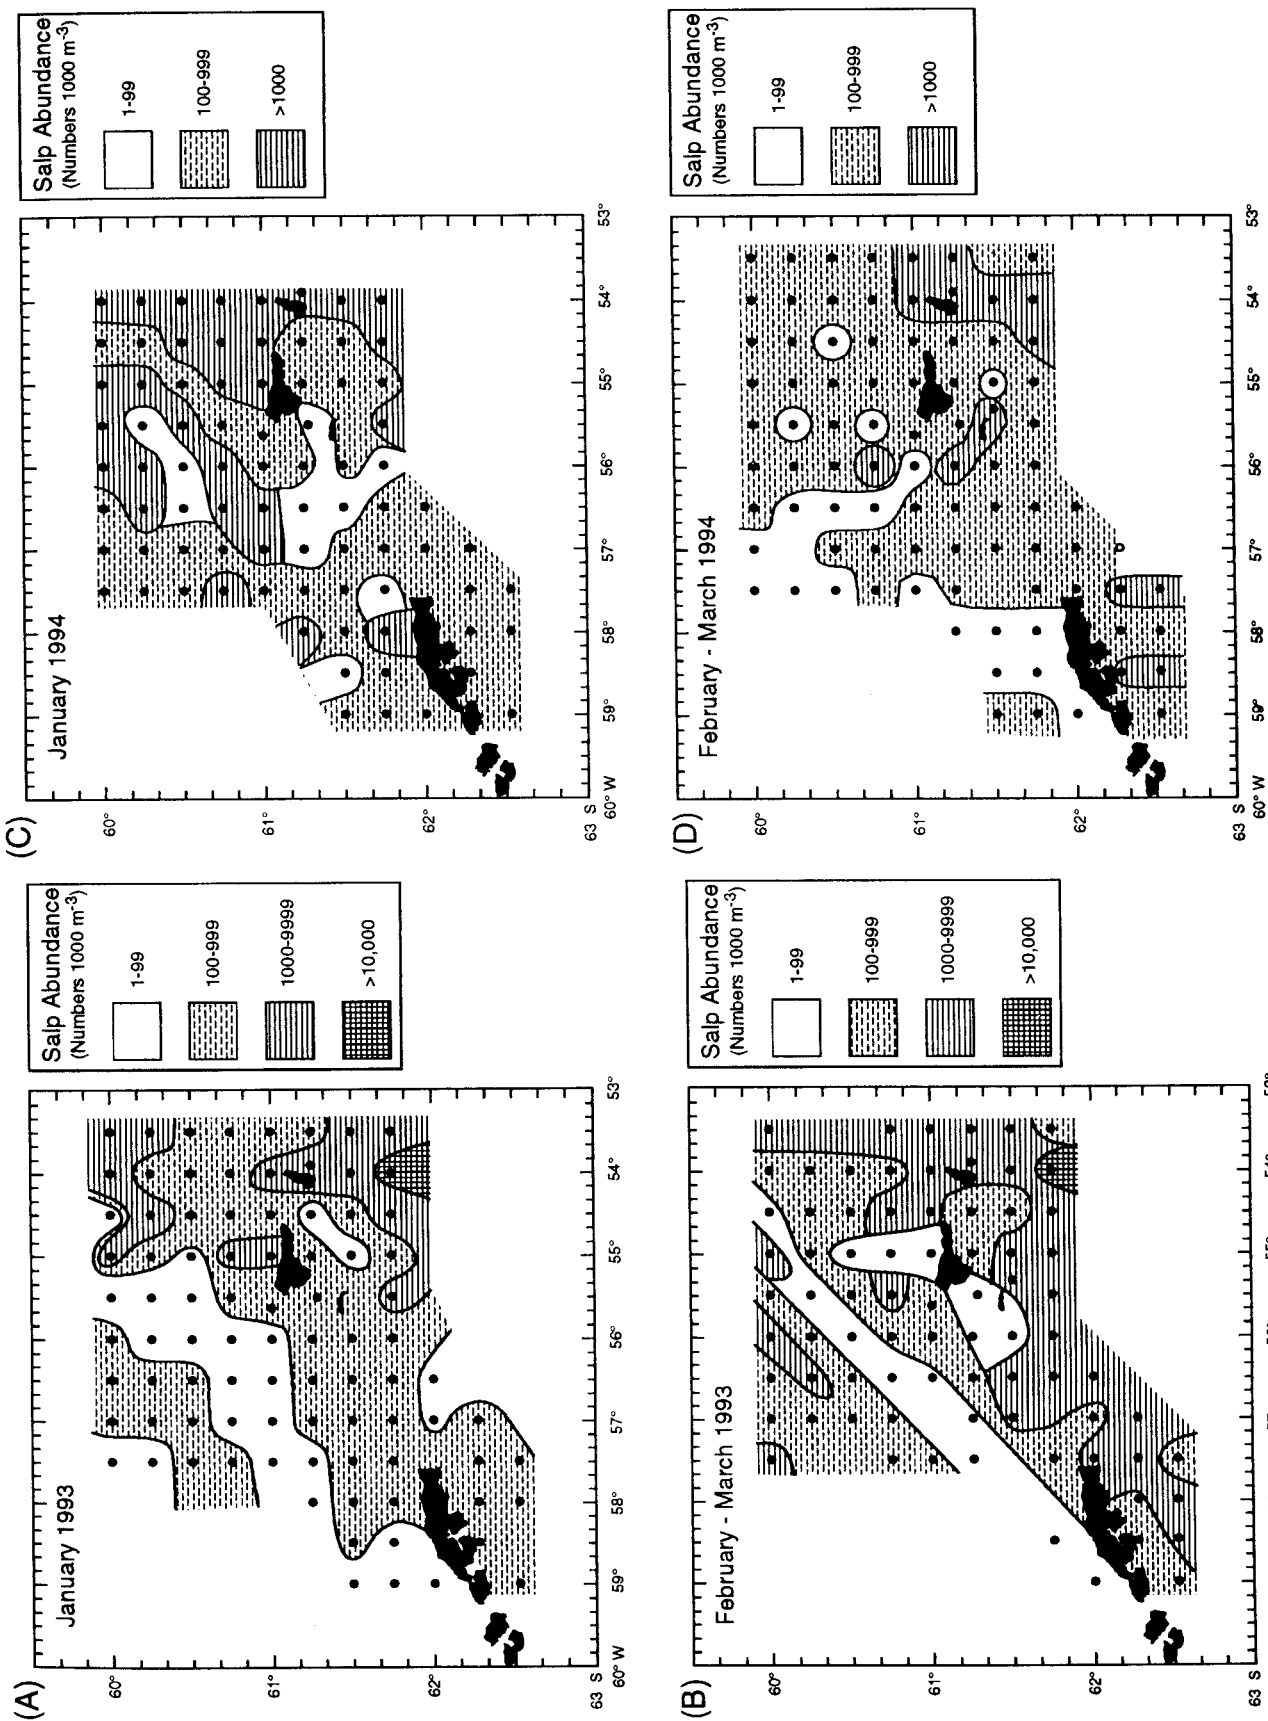 (A)
January 1993
Salp Abundance
(Numbers 1000 m⁻³)
1-99
100-999
1000-9999
>10,000
60°
61°
62°
63 S
60° W
59°
58°
57°
56°
55°
54°
53°
(C)
January 1994
Salp Abundance
(Numbers 1000 m⁻³)
1-99
100-999
>1000
60°
61°
62°
63 S
60° W
59°
58°
57°
56°
55°
54°
53°
(B)
February - March 1993
Salp Abundance
(Numbers 1000 m⁻³)
1-99
100-999
1000-9999
>10,000
60°
61°
62°
63 S
(D)
February - March 1994
Salp Abundance
(Numbers 1000 m⁻³)
1-99
100-999
>1000
60°
61°
62°
63 S
60° W
59°
58°
57°
56°
55°
54°
53°